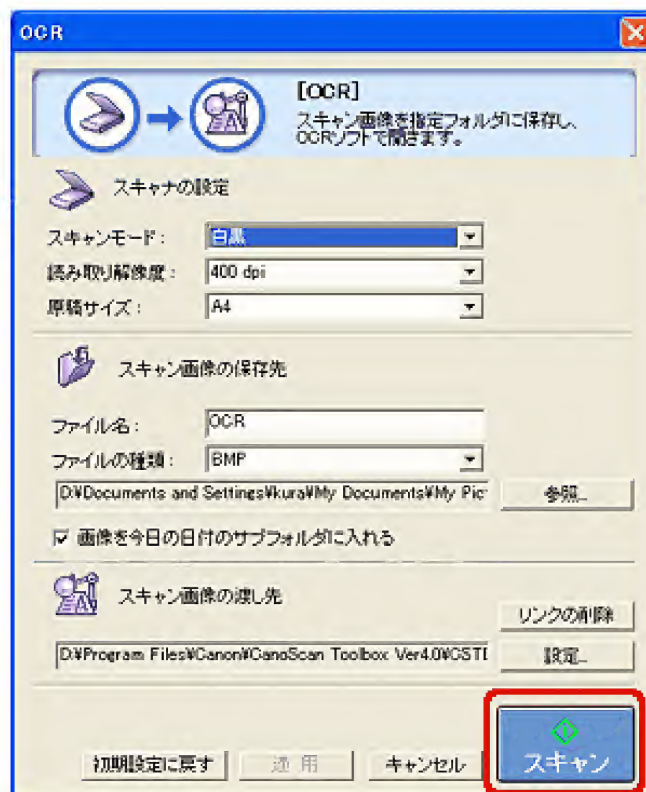 OCR
[OCR]
スキャン画像を指定フォルダに保存し、
OCRソフトで開きます。
スキャナの設定
スキャンモード： 白黒
読み取り解像度： 400 dpi
原稿サイズ： A4
スキャン画像の保存先
ファイル名： OCR
ファイルの種類： BMP
D:¥Documents and Settings¥kura¥My Documents¥My Pic 参照...
画像を今日の日付のサブフォルダに入れる
スキャン画像の渡し先
リンクの削除
D:¥Program Files¥Canon¥CanoScan Toolbox Ver4.0¥CSTI 設定...
初期設定に戻す 適用 キャンセル スキャン